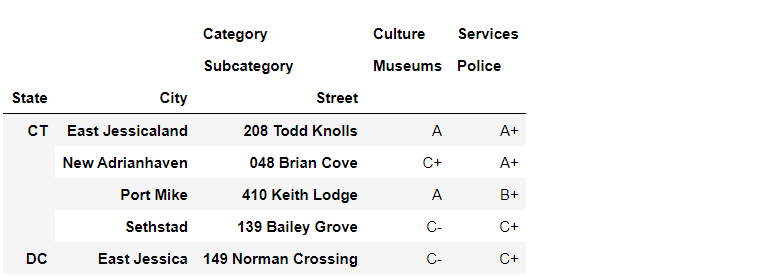 Category Culture Services
Subcategory Museums Police
State City Street
CT East Jessicaland 208 Todd Knolls A A+
New Adrianhaven 048 Brian Cove C+ A+
Port Mike 410 Keith Lodge A B+
Sethstad 139 Bailey Grove C- C+
DC East Jessica 149 Norman Crossing C- C+